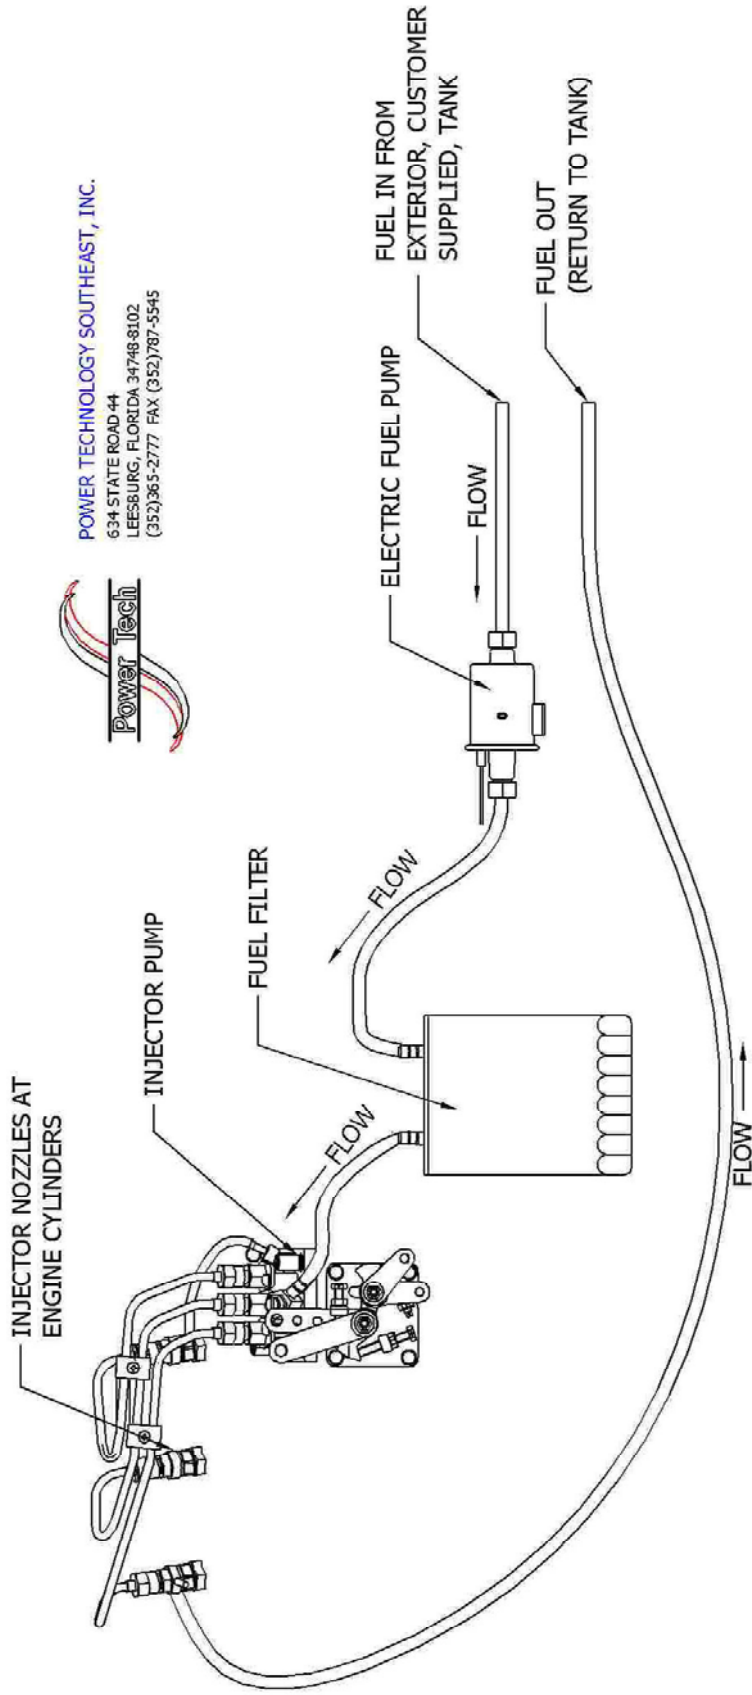 POWER TECHNOLOGY SOUTHEAST, INC.
634 STATE ROAD 44
LEESBURG, FLORIDA 34748-8102
(352)365-2777 FAX (352)787-5545
Power Tech
INJECTOR NOZZLES AT
ENGINE CYLINDERS
INJECTOR PUMP
FUEL FILTER
ELECTRIC FUEL PUMP
FUEL IN FROM
EXTERIOR, CUSTOMER
SUPPLIED, TANK
FUEL OUT
(RETURN TO TANK)
FLOW
FLOW
FLOW
FLOW